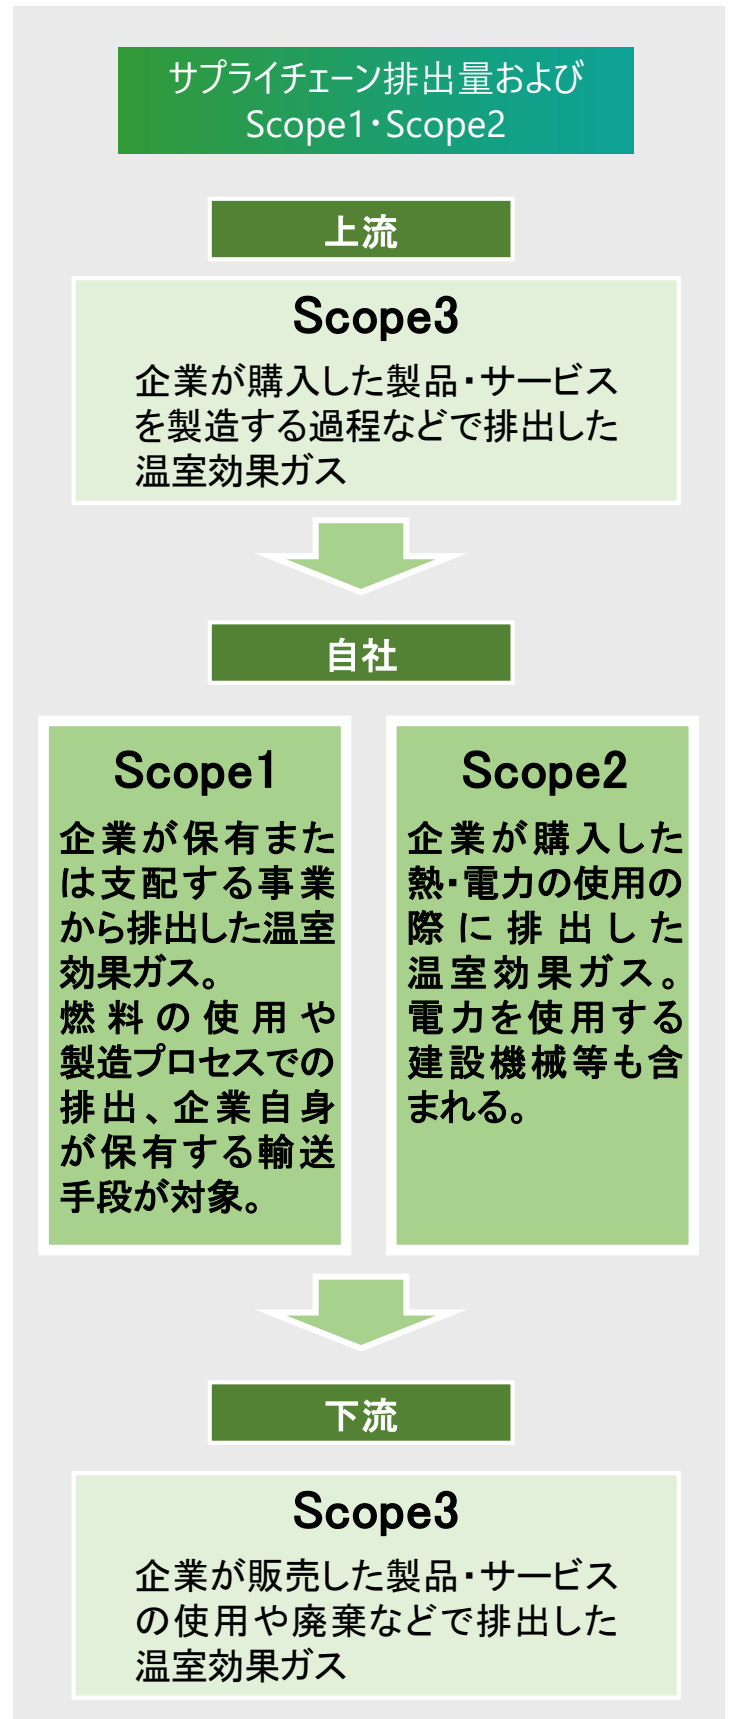 サプライチェーン排出量および
Scope1・Scope2
上流
Scope3
企業が購入した製品・サービス
を製造する過程などで排出した
温室効果ガス
自社
Scope1
企業が保有また
は支配する事業
から排出した温室
効果ガス。
燃料の使用や
製造プロセスでの
排出、企業自身
が保有する輸送
手段が対象。
Scope2
企業が購入した
熱・電力の使用の
際に排出した
温室効果ガス。
電力を使用する
建設機械等も含
まれる。
下流
Scope3
企業が販売した製品・サービス
の使用や廃棄などで排出した
温室効果ガス